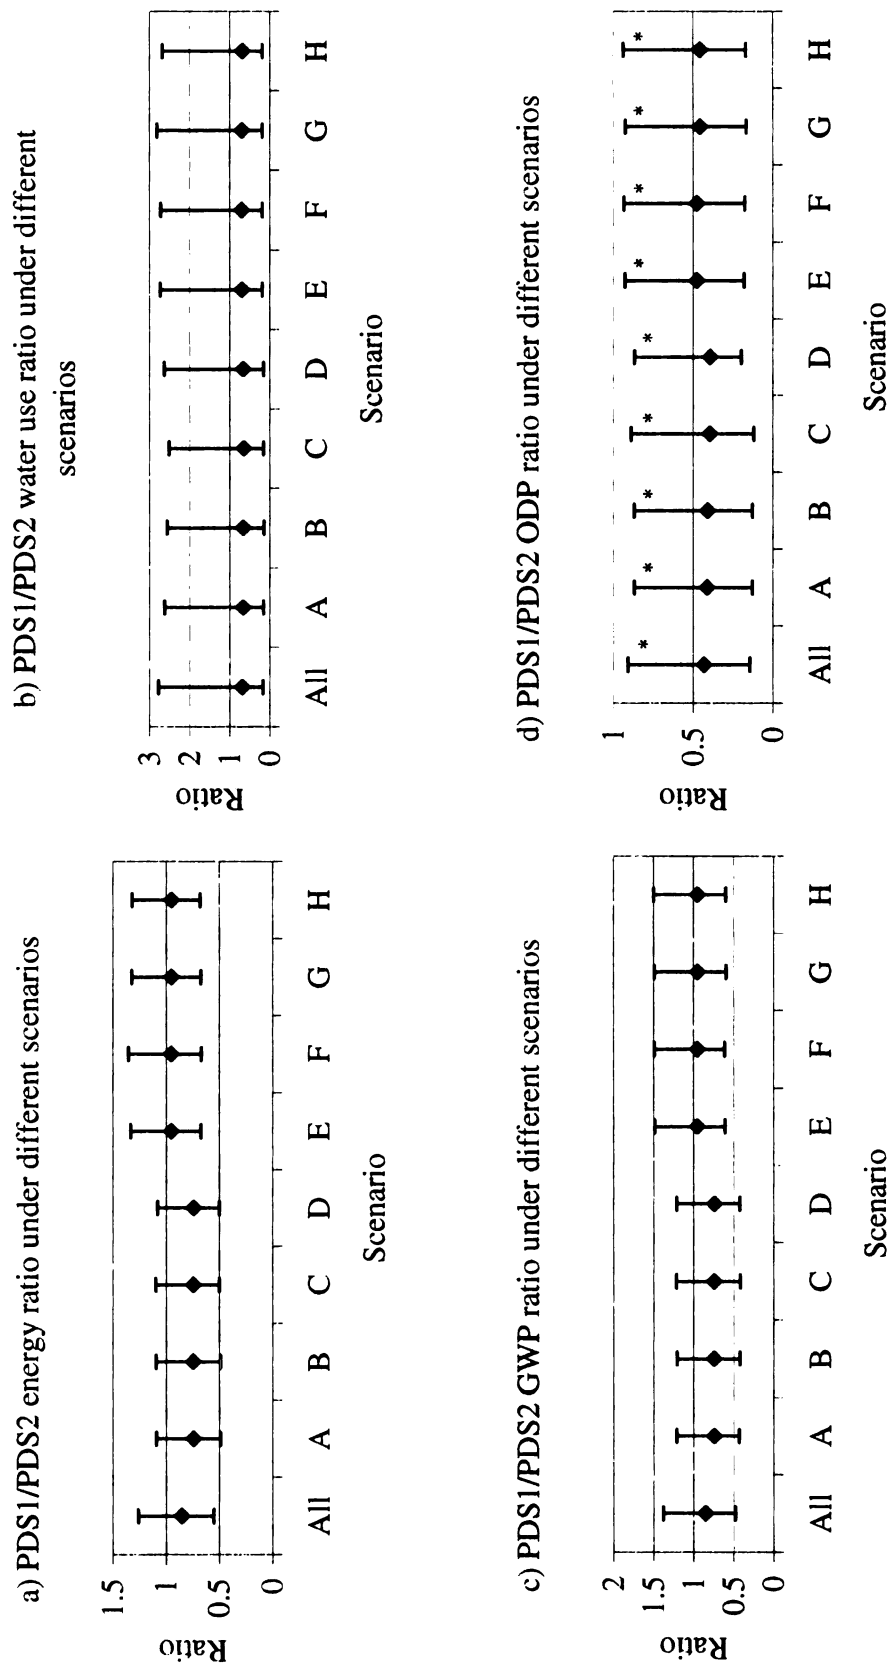 a) PDS1/PDS2 energy ratio under different scenarios
1.5
1
0.5
0
Ratio
All A B C D E F G H
Scenario
b) PDS1/PDS2 water use ratio under different
scenarios
3
2
1
0
Ratio
All A B C D E F G H
Scenario
c) PDS1/PDS2 GWP ratio under different scenarios
2
1.5
1
0.5
0
Ratio
All A B C D E F G H
Scenario
d) PDS1/PDS2 ODP ratio under different scenarios
1
0.5
0
Ratio
* * * * * * * * *
All A B C D E F G H
Scenario